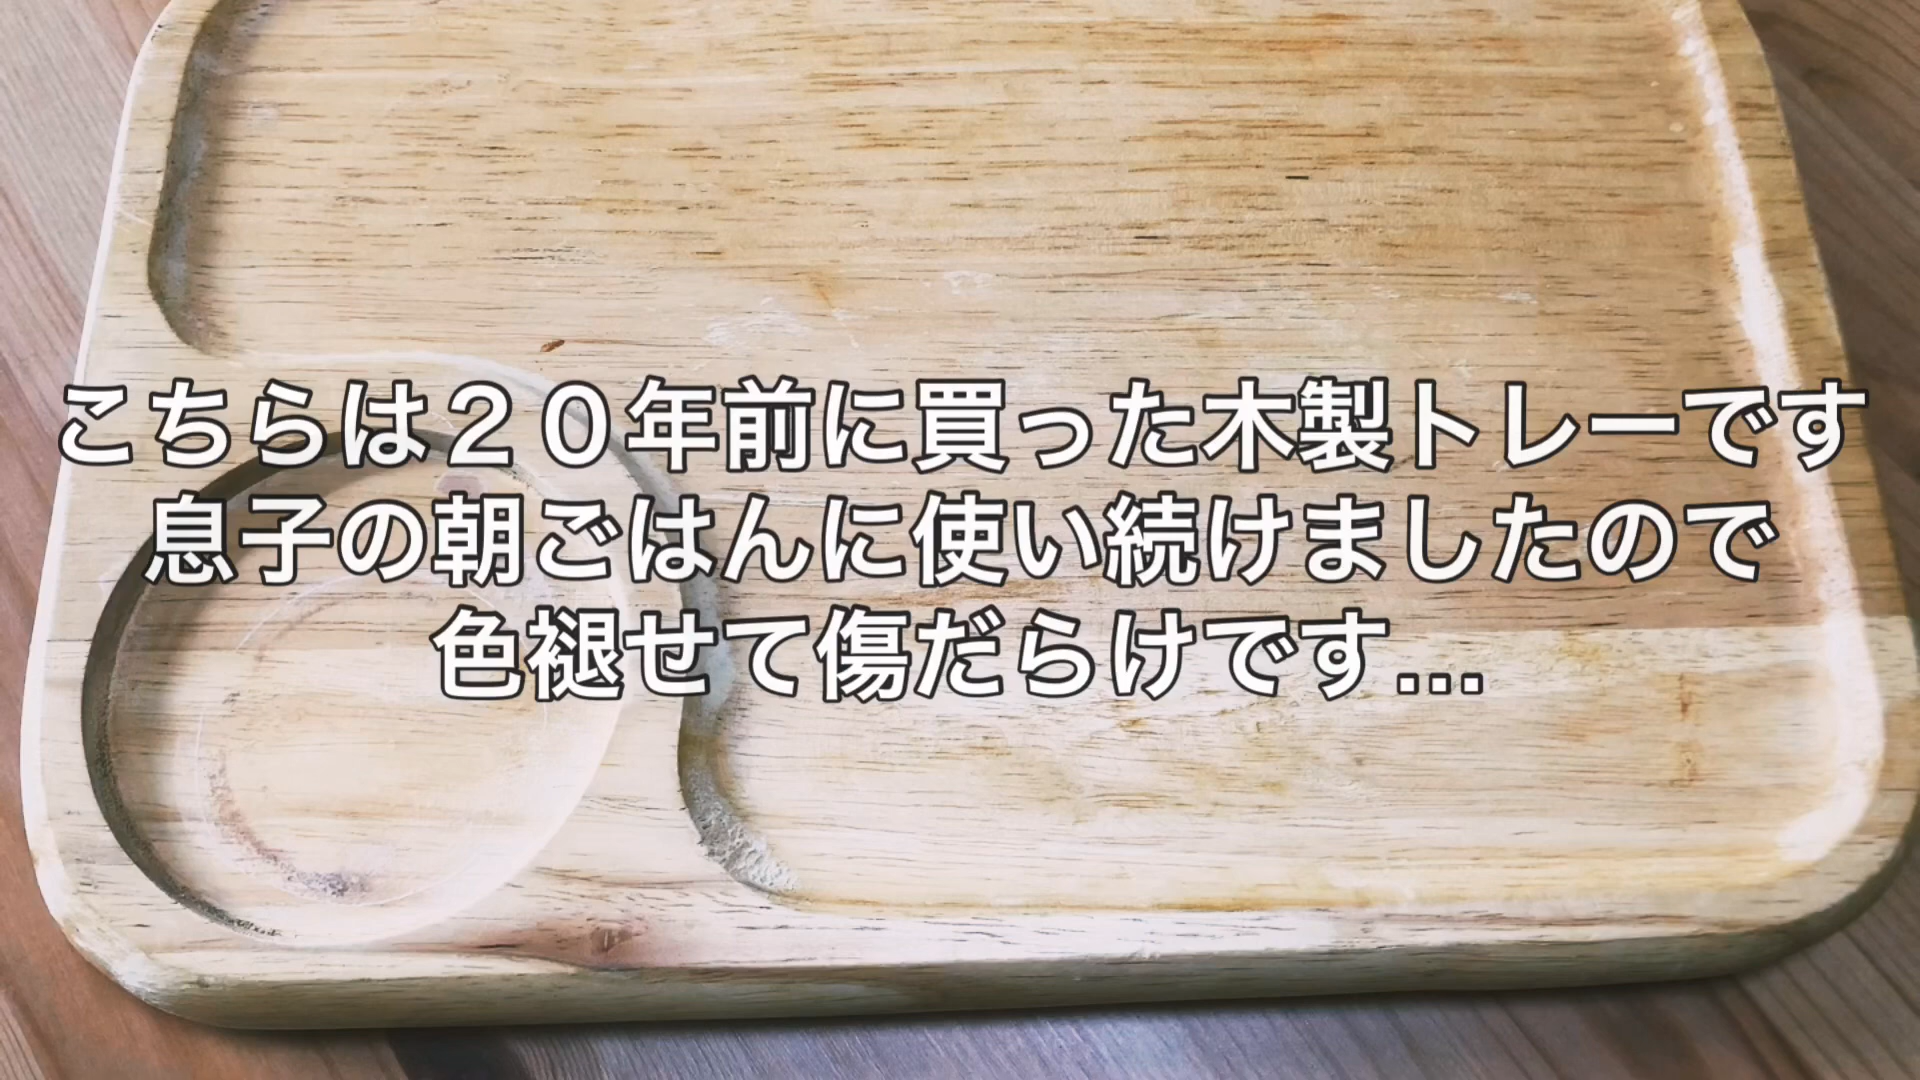 こちらは２０年前に買った木製トレーです
息子の朝ごはんに使い続けましたので
色褪せて傷だらけです...